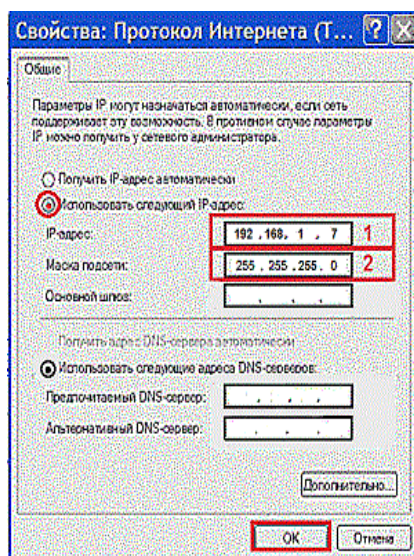 Свойства: Протокол Интернета (T...
Общие
Параметры IP могут назначаться автоматически, если сеть
поддерживает эту возможность. В противном случае параметры
IP можно получить у сетевого администратора.
Получить IP-адрес автоматически
Использовать следующий IP-адрес:
IP-адрес: 192 . 168 . 1 . 7 1
Маска подсети: 255 . 255 . 255 . 0 2
Основной шлюз: . . .
Получить адрес DNS-сервера автоматически
Использовать следующие адреса DNS-серверов:
Предпочитаемый DNS-сервер: . . .
Альтернативный DNS-сервер: . . .
Дополнительно...
OK Отмена